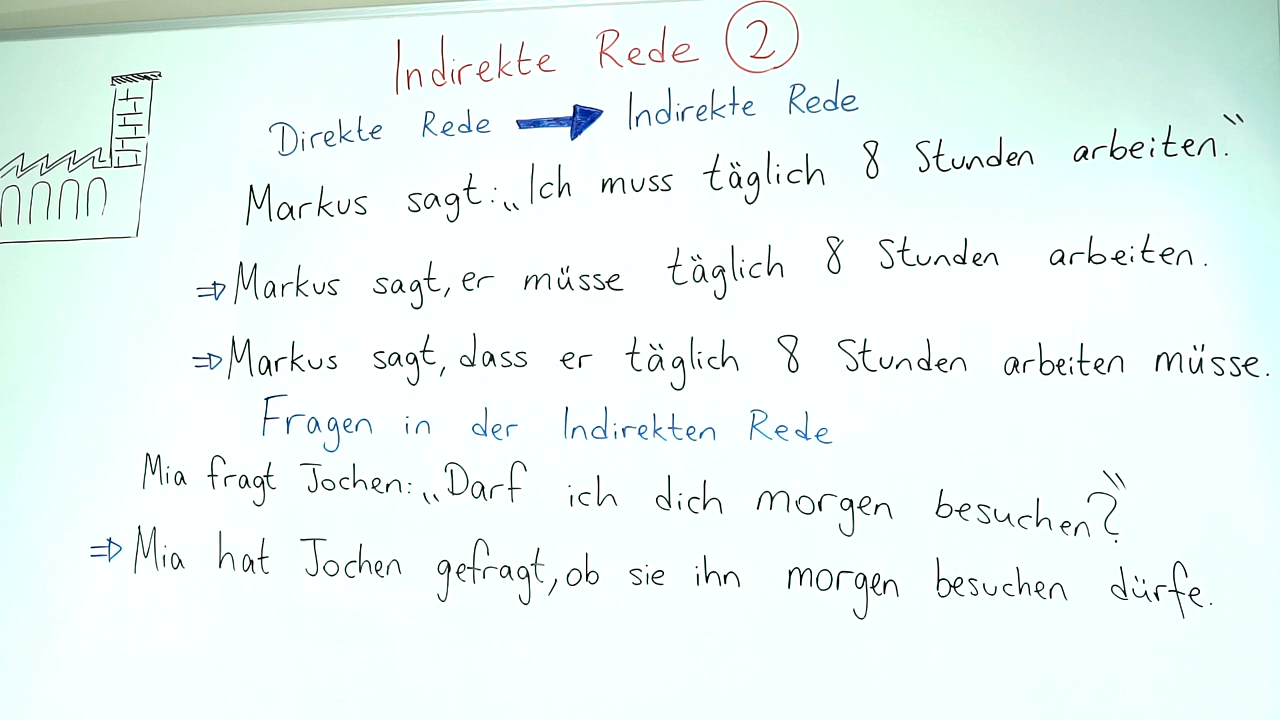 Indirekte Rede 2
Direkte Rede → Indirekte Rede
Markus sagt: „Ich muss täglich 8 Stunden arbeiten.“
⇒ Markus sagt, er müsse täglich 8 Stunden arbeiten.
⇒ Markus sagt, dass er täglich 8 Stunden arbeiten müsse.
Fragen in der Indirekten Rede
Mia fragt Jochen: „Darf ich dich morgen besuchen?“
⇒ Mia hat Jochen gefragt, ob sie ihn morgen besuchen dürfe.